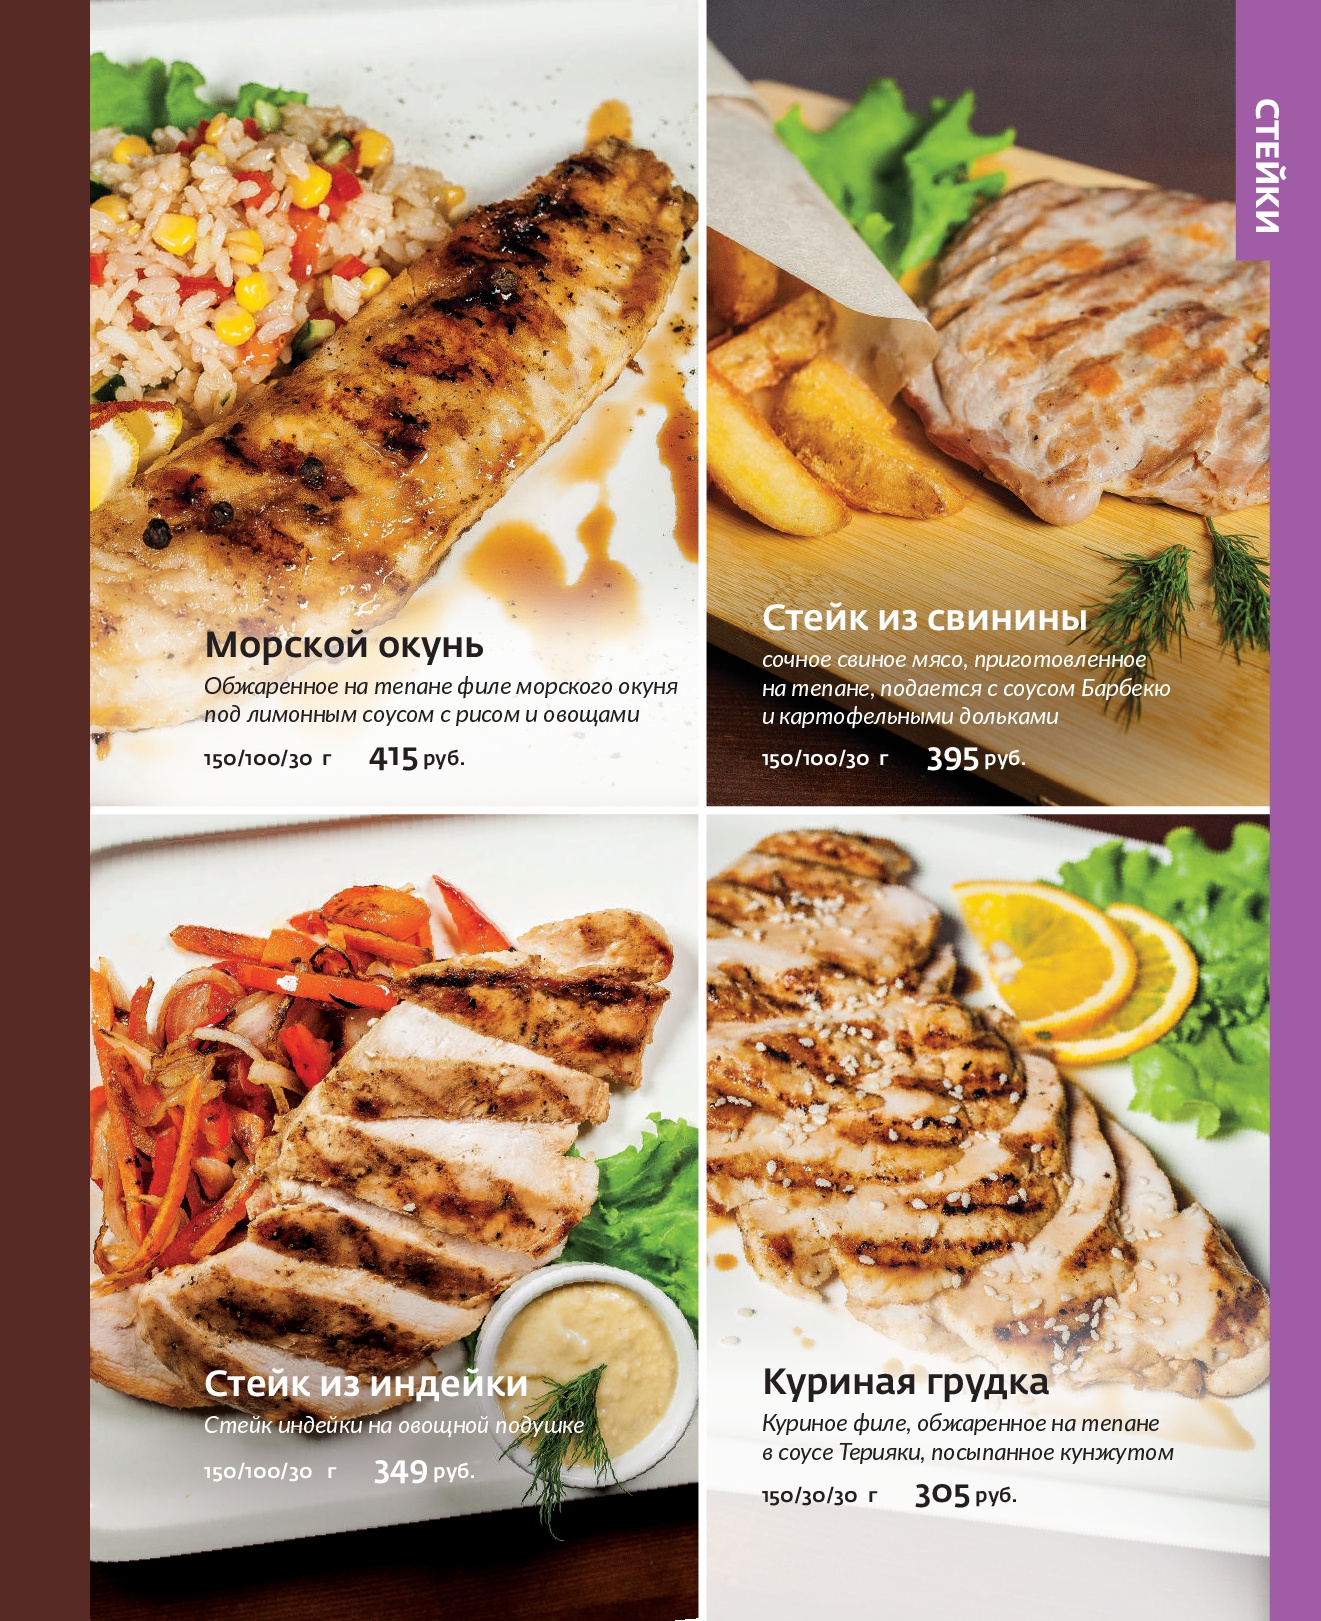 СТЕЙКИ
Морской окунь
Обжаренное на тепане филе морского окуня
под лимонным соусом с рисом и овощами
150/100/30 г 415 руб.
Стейк из свинины
сочное свиное мясо, приготовленное
на тепане, подается с соусом Барбекю
и картофельными дольками
150/100/30 г 395 руб.
Стейк из индейки
Стейк индейки на овощной подушке
150/100/30 г 349 руб.
Куриная грудка
Куриное филе, обжаренное на тепане
в соусе Терияки, посыпанное кунжутом
150/30/30 г 305 руб.